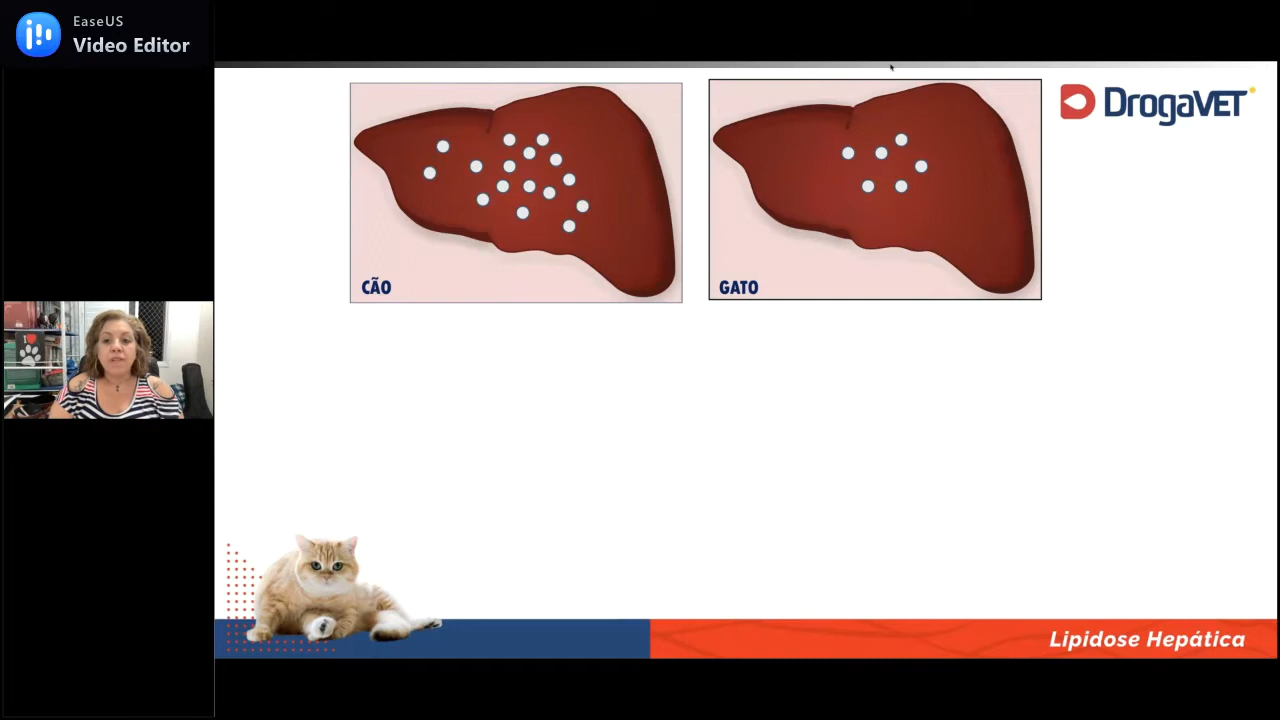 EaseUS
Video Editor
DrogaVET
CÃO
GATO
I
Lipidose Hepática